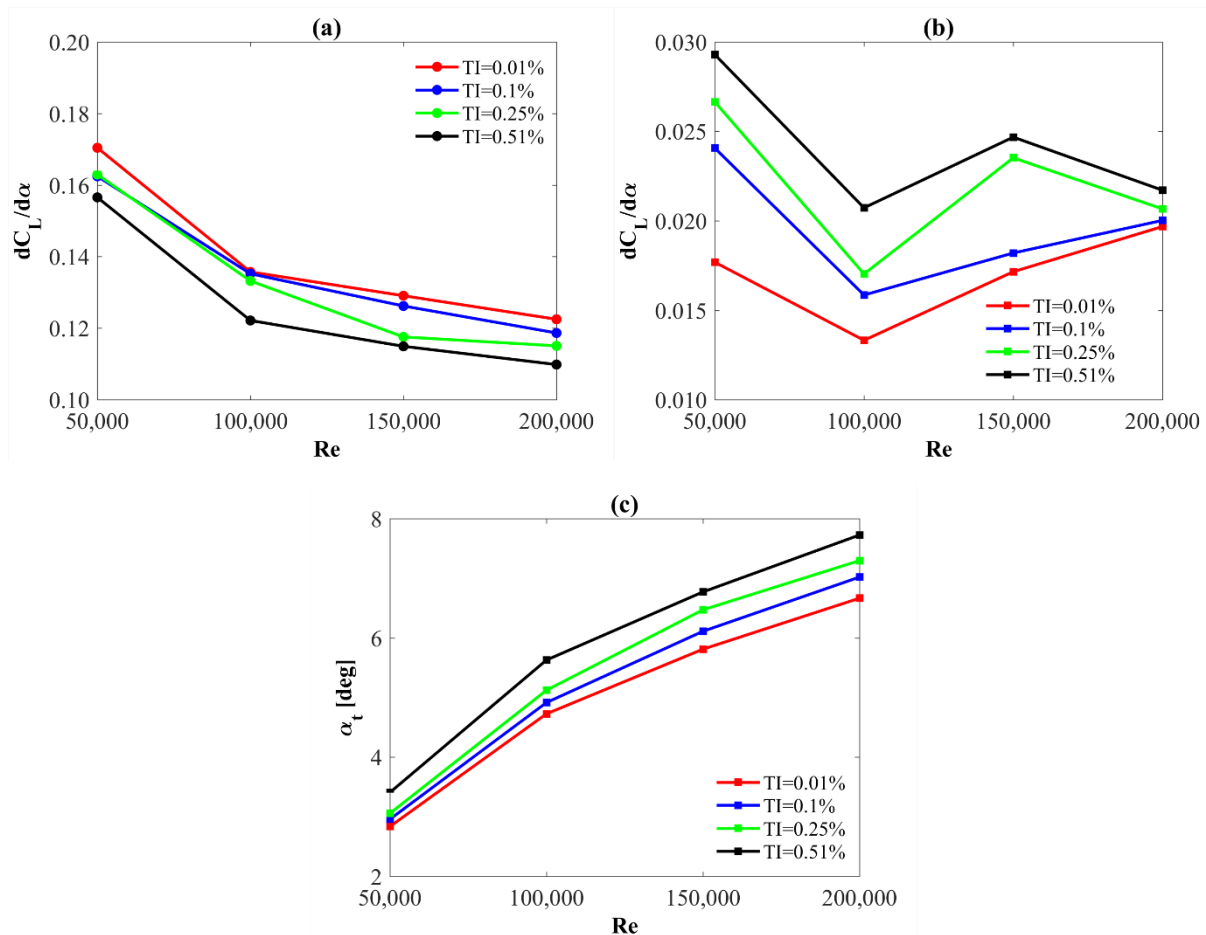 (a)
0.20
0.18
0.16
0.14
0.12
0.10
dC_L/dα
50,000 100,000 150,000 200,000
Re
TI=0.01%
TI=0.1%
TI=0.25%
TI=0.51%
(b)
0.030
0.025
0.020
0.015
0.010
dC_L/dα
50,000 100,000 150,000 200,000
Re
TI=0.01%
TI=0.1%
TI=0.25%
TI=0.51%
(c)
8
6
4
2
α_t [deg]
50,000 100,000 150,000 200,000
Re
TI=0.01%
TI=0.1%
TI=0.25%
TI=0.51%